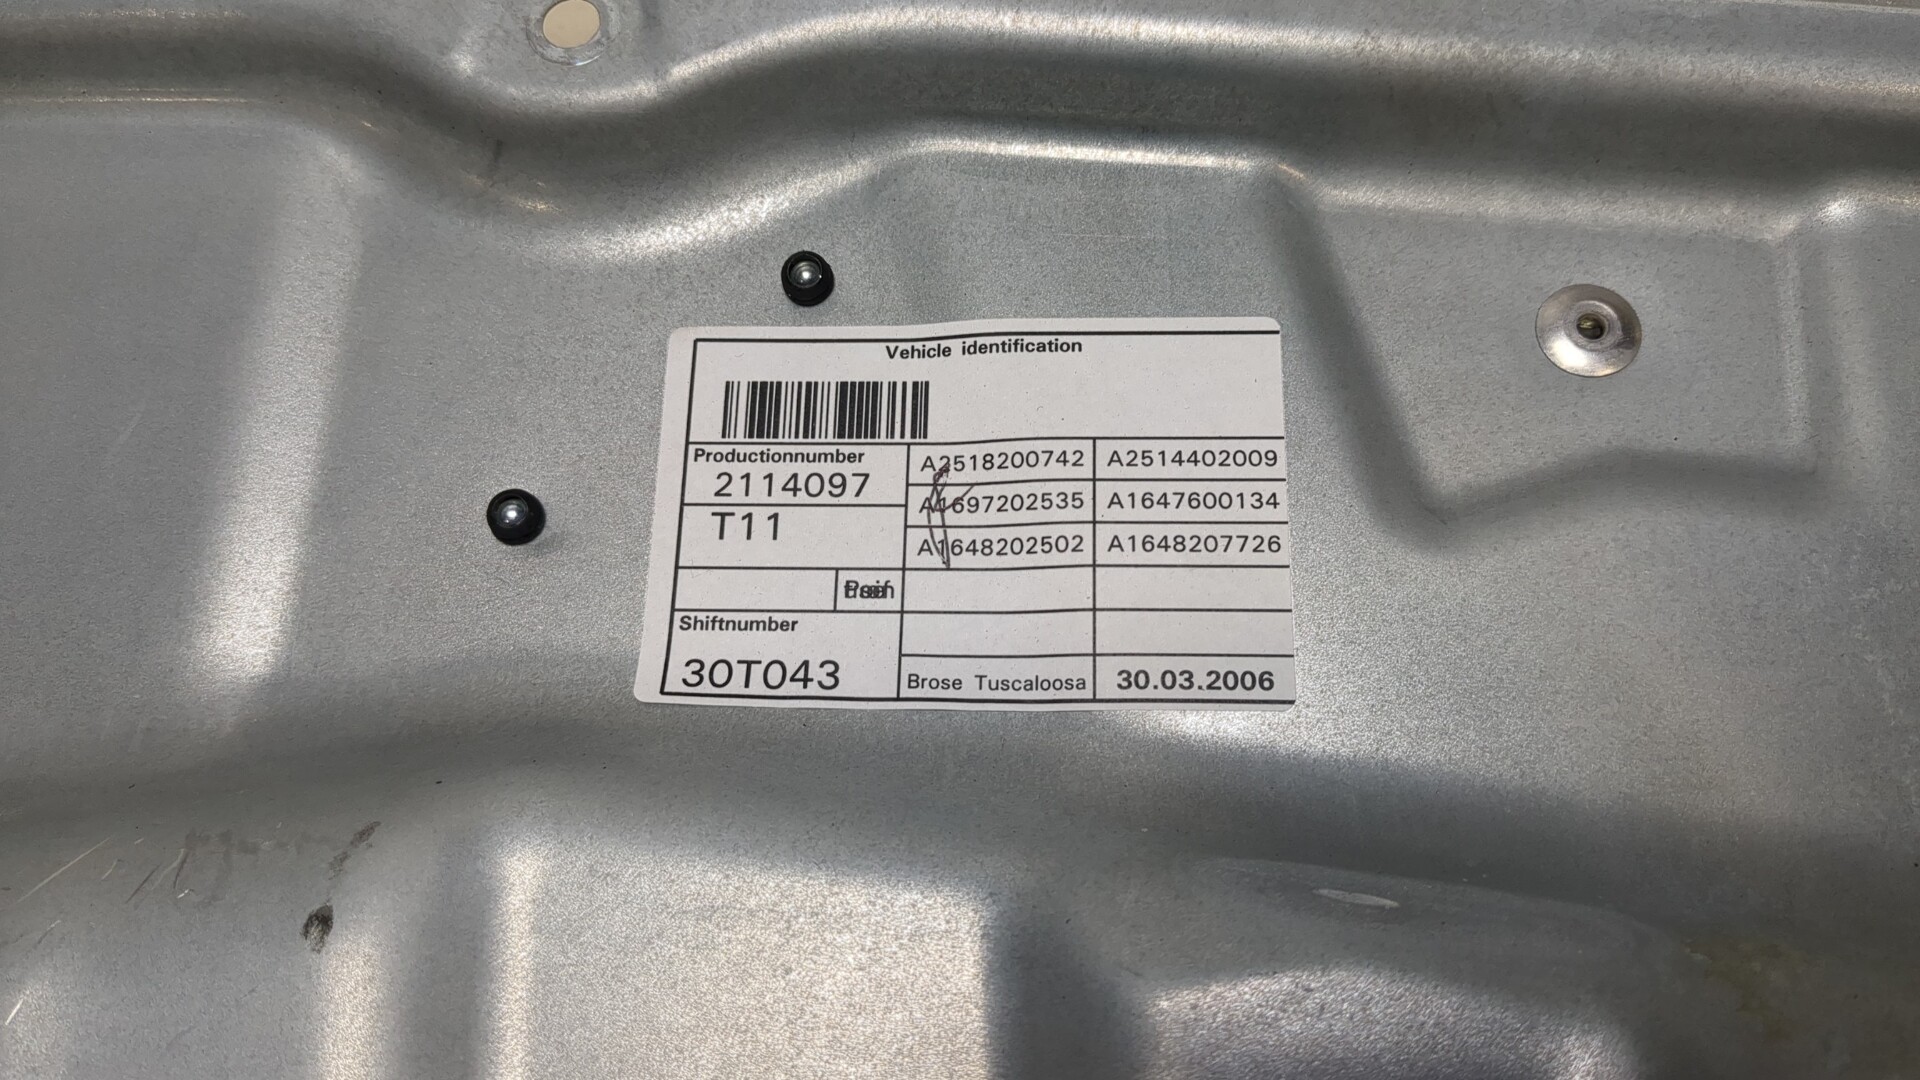 Vehicle identification
Productionnumber
2114097
T11
A2518200742 A2514402009
A1697202535 A1647600134
A1648202502 A1648207726
Shiftnumber
30T043
Brose Tuscaloosa 30.03.2006